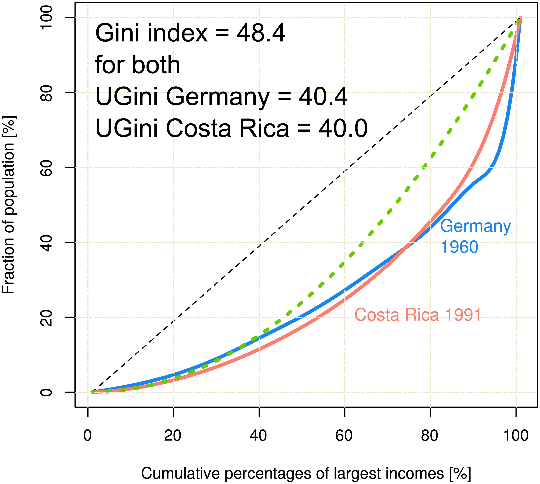 Gini index = 48.4
for both
UGini Germany = 40.4
UGini Costa Rica = 40.0
Germany
1960
Costa Rica 1991
Fraction of population [%]
100
80
60
40
20
0
0 20 40 60 80 100
Cumulative percentages of largest incomes [%]